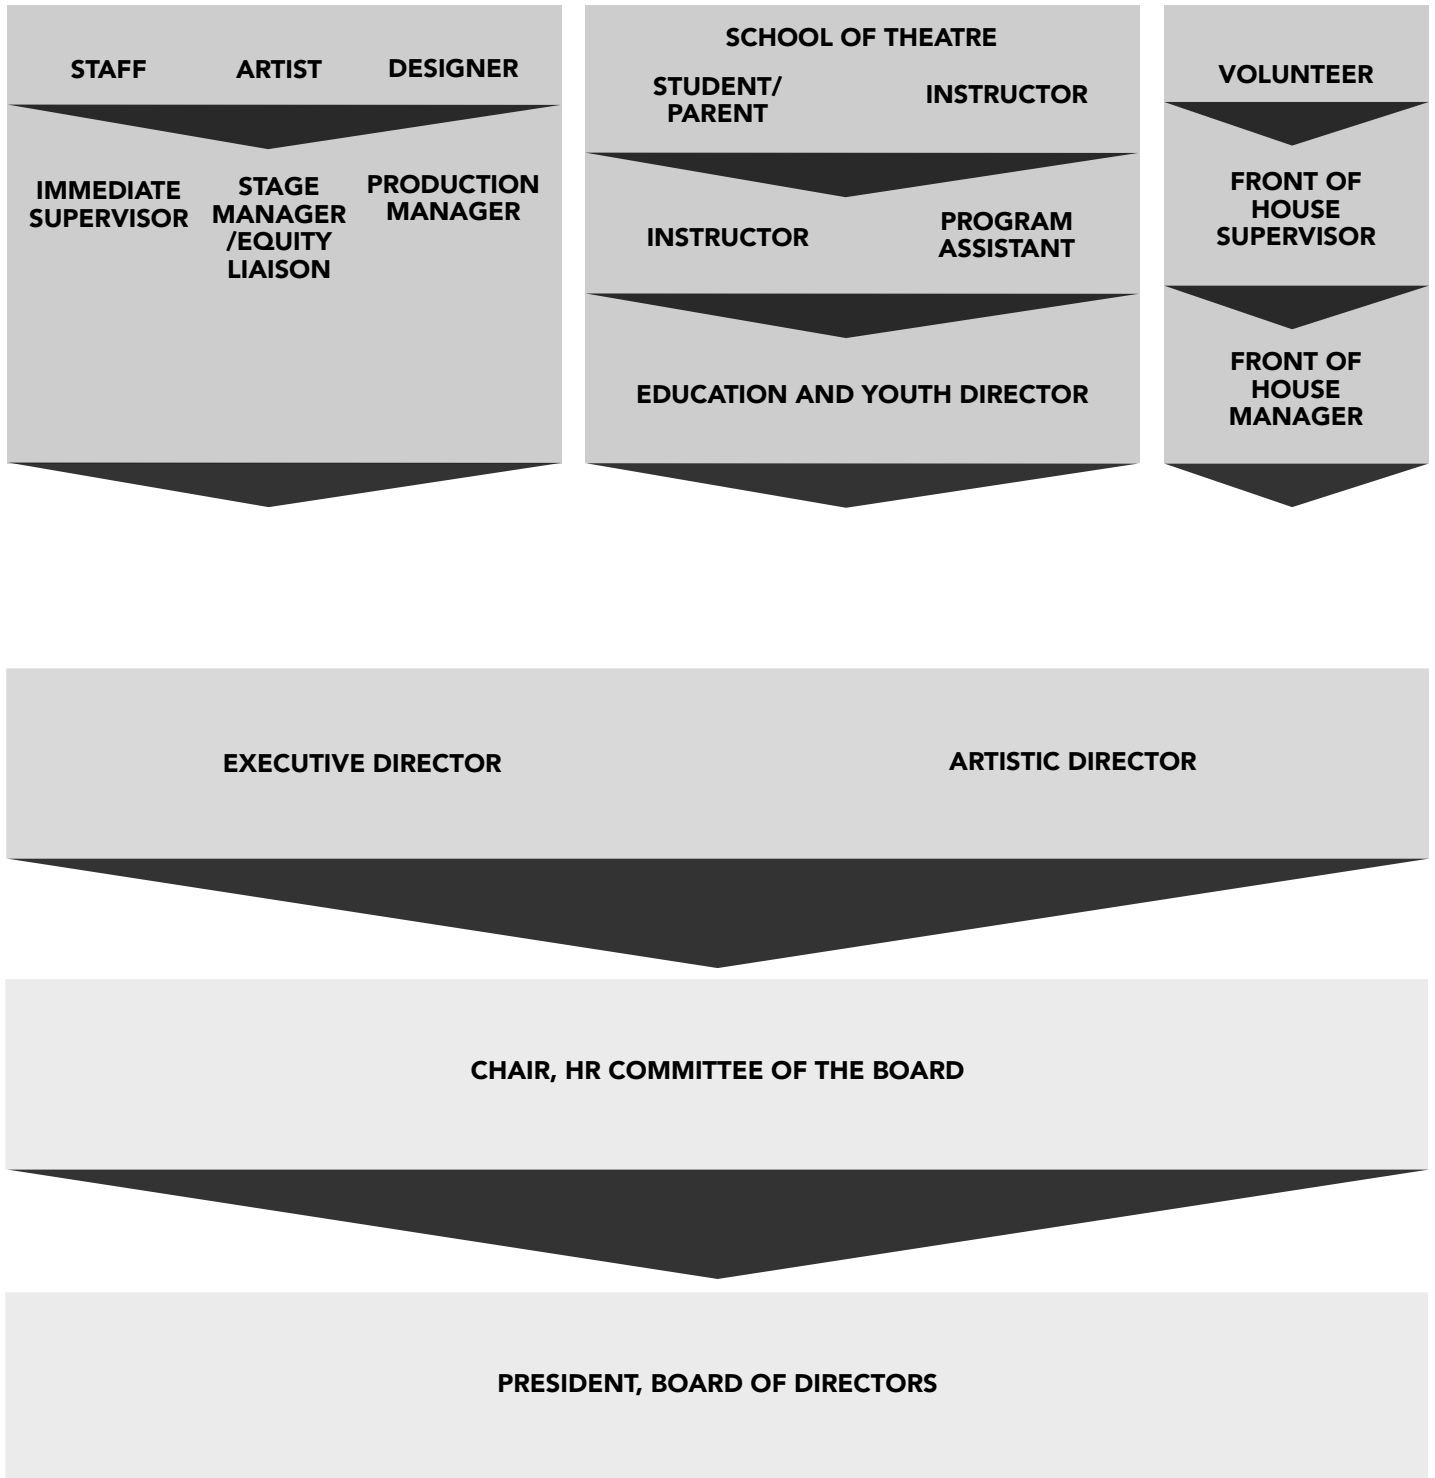 STAFF
ARTIST
DESIGNER
IMMEDIATE
SUPERVISOR
STAGE
MANAGER
/EQUITY
LIAISON
PRODUCTION
MANAGER
SCHOOL OF THEATRE
STUDENT/
PARENT
INSTRUCTOR
INSTRUCTOR
PROGRAM
ASSISTANT
EDUCATION AND YOUTH DIRECTOR
VOLUNTEER
FRONT OF
HOUSE
SUPERVISOR
FRONT OF
HOUSE
MANAGER
EXECUTIVE DIRECTOR
ARTISTIC DIRECTOR
CHAIR, HR COMMITTEE OF THE BOARD
PRESIDENT, BOARD OF DIRECTORS